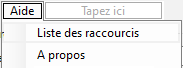 Aide Tapez ici
Liste des raccourcis
A propos